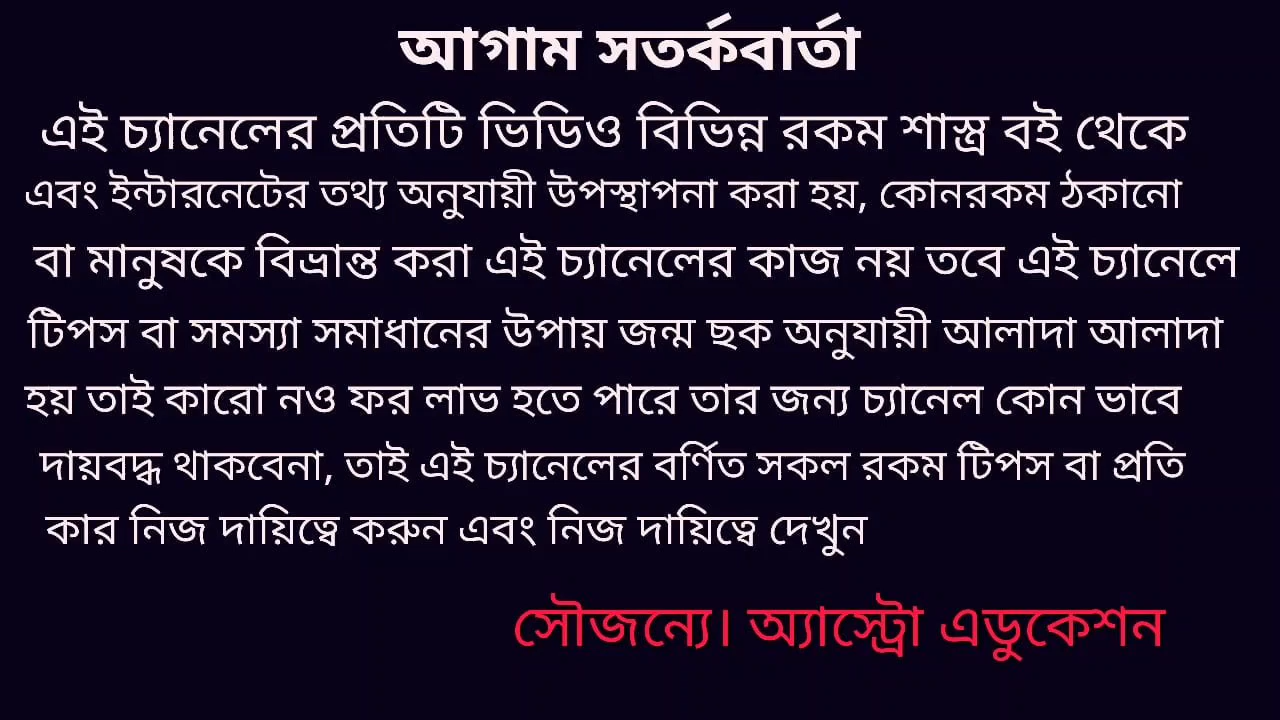 আগাম সতর্কবার্তা
এই চ্যানেলের প্রতিটি ভিডিও বিভিন্ন রকম শাস্ত্র বই থেকে
এবং ইন্টারনেটের তথ্য অনুযায়ী উপস্থাপনা করা হয়, কোনরকম ঠকানো
বা মানুষকে বিভ্রান্ত করা এই চ্যানেলের কাজ নয় তবে এই চ্যানেলে
টিপস বা সমস্যা সমাধানের উপায় জন্ম ছক অনুযায়ী আলাদা আলাদা
হয় তাই কারো নও ফর লাভ হতে পারে তার জন্য চ্যানেল কোন ভাবে
দায়বদ্ধ থাকবেনা, তাই এই চ্যানেলের বর্ণিত সকল রকম টিপস বা প্রতি
কার নিজ দায়িত্বে করুন এবং নিজ দায়িত্বে দেখুন
সৌজন্যে। অ্যাস্ট্রো এডুকেশন